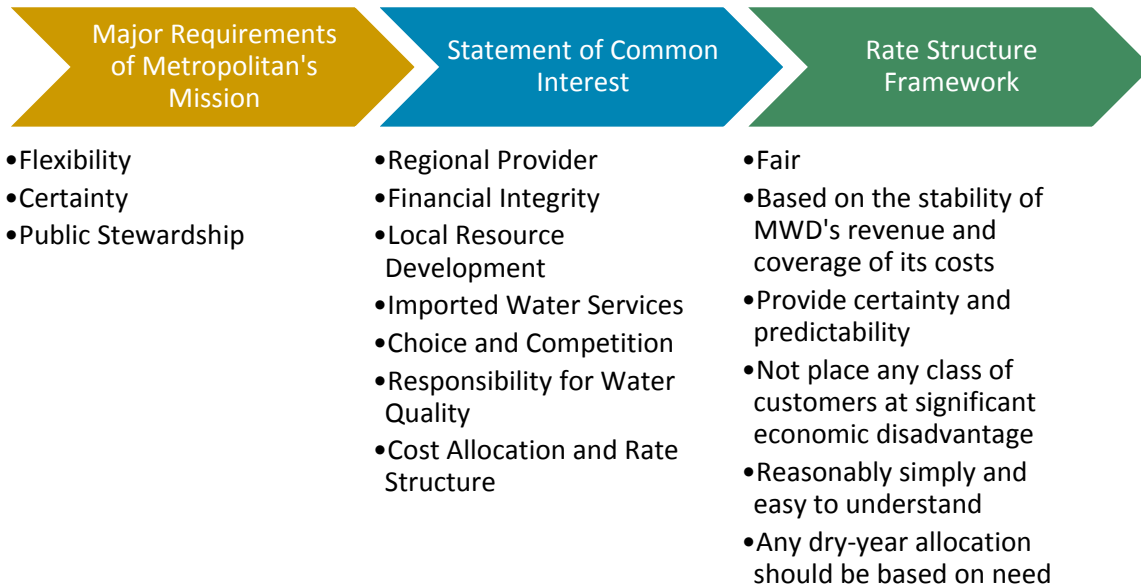 Major Requirements
of Metropolitan's
Mission
•Flexibility
•Certainty
•Public Stewardship
Statement of Common
Interest
•Regional Provider
•Financial Integrity
•Local Resource
Development
•Imported Water Services
•Choice and Competition
•Responsibility for Water
Quality
•Cost Allocation and Rate
Structure
Rate Structure
Framework
•Fair
•Based on the stability of
MWD's revenue and
coverage of its costs
•Provide certainty and
predictability
•Not place any class of
customers at significant
economic disadvantage
•Reasonably simply and
easy to understand
•Any dry-year allocation
should be based on need